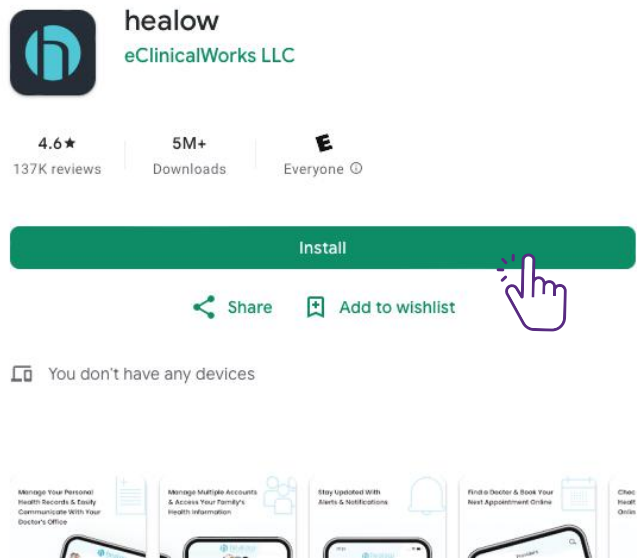 healow
eClinicalWorks LLC
4.6★
137K reviews
5M+
Downloads
E
Everyone
Install
Share
Add to wishlist
You don't have any devices
Manage Your Personal
Health Records & Easily
Communicate With Your
Doctor's Office
Manage Multiple Accounts
& Access Your Family's
Health Information
Stay Updated With
Alerts & Notifications
Find a Doctor & Book Your
Next Appointment Online
Providers